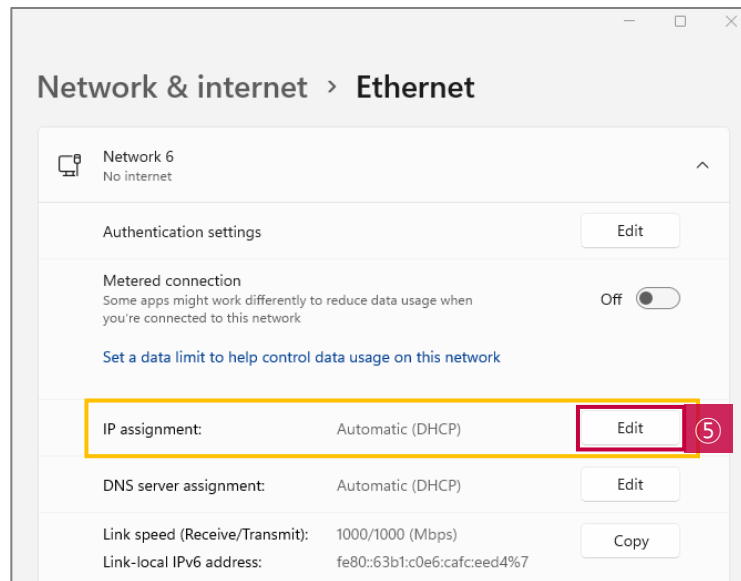 Network & internet > Ethernet
Network 6
No internet
Authentication settings Edit
Metered connection
Some apps might work differently to reduce data usage when
you're connected to this network
Off
Set a data limit to help control data usage on this network
IP assignment: Automatic (DHCP) Edit ⑤
DNS server assignment: Automatic (DHCP) Edit
Link speed (Receive/Transmit): 1000/1000 (Mbps) Copy
Link-local IPv6 address: fe80::63b1:c0e6:cafc:eed4%7